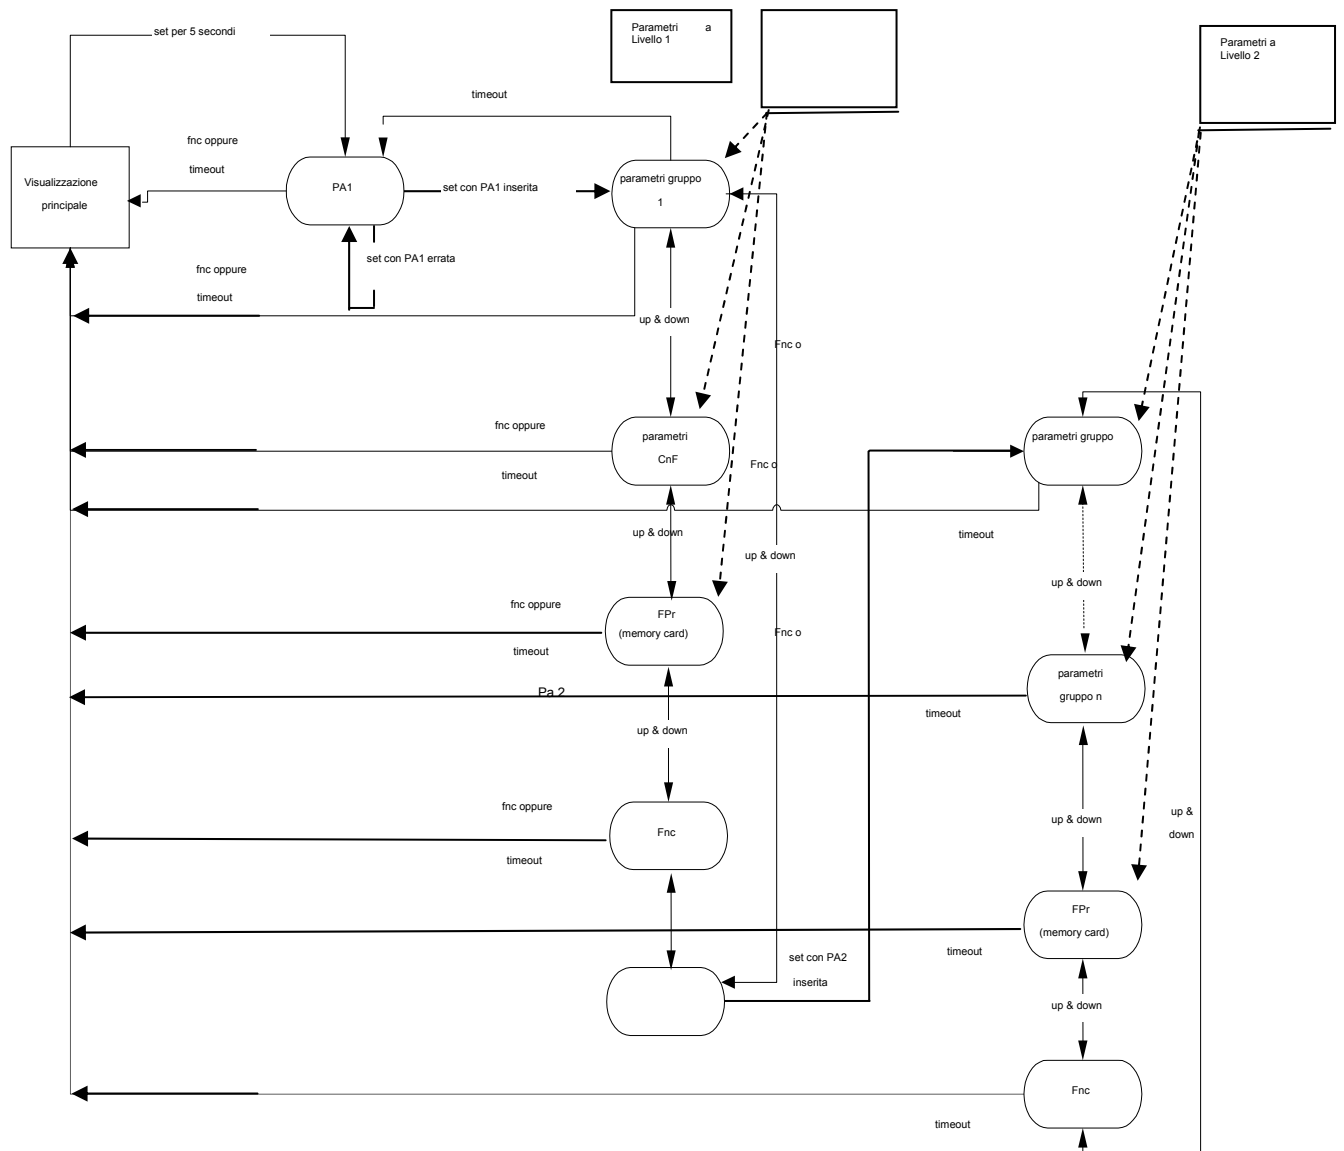 set per 5 secondi
Parametri a
Livello 1
Parametri a
Livello 2
timeout
fnc oppure
timeout
Visualizzazione
principale
PA1
set con PA1 inserita
parametri gruppo
1
set con PA1 errata
fnc oppure
timeout
up & down
Fnc o
fnc oppure
timeout
parametri
CnF
Fnc o
parametri gruppo
up & down
up & down
timeout
up & down
fnc oppure
timeout
FPr
(memory card)
Fnc o
parametri
gruppo n
Pa 2
timeout
up & down
fnc oppure
timeout
Fnc
up & down
up &
down
FPr
(memory card)
timeout
set con PA2
inserita
up & down
Fnc
timeout